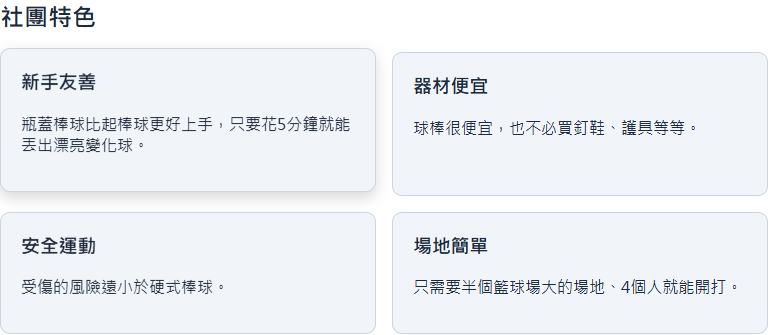 社團特色
新手友善
瓶蓋棒球比起棒球更好上手，只要花5分鐘就能
丟出漂亮變化球。
器材便宜
球棒很便宜，也不必買釘鞋、護具等等。
安全運動
受傷的風險遠小於硬式棒球。
場地簡單
只需要半個籃球場大的場地、4個人就能開打。